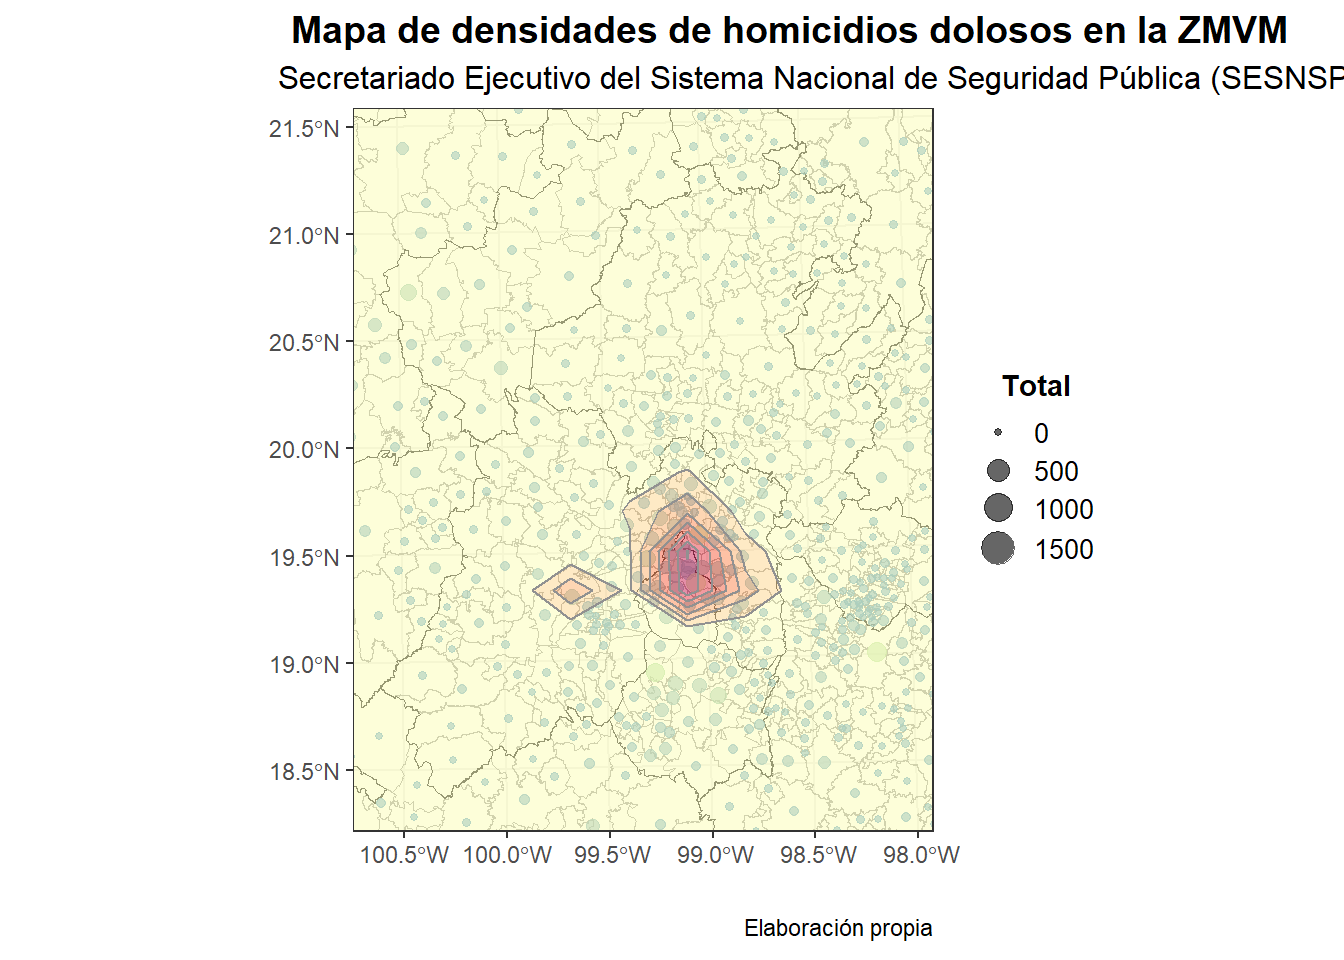 Mapa de densidades de homicidios dolosos en la ZMVM
Secretariado Ejecutivo del Sistema Nacional de Seguridad Pública (SESNSP
21.5°N
21.0°N
20.5°N
20.0°N
19.5°N
19.0°N
18.5°N
100.5°W 100.0°W 99.5°W 99.0°W 98.5°W 98.0°W
Total
0
500
1000
1500
Elaboración propia